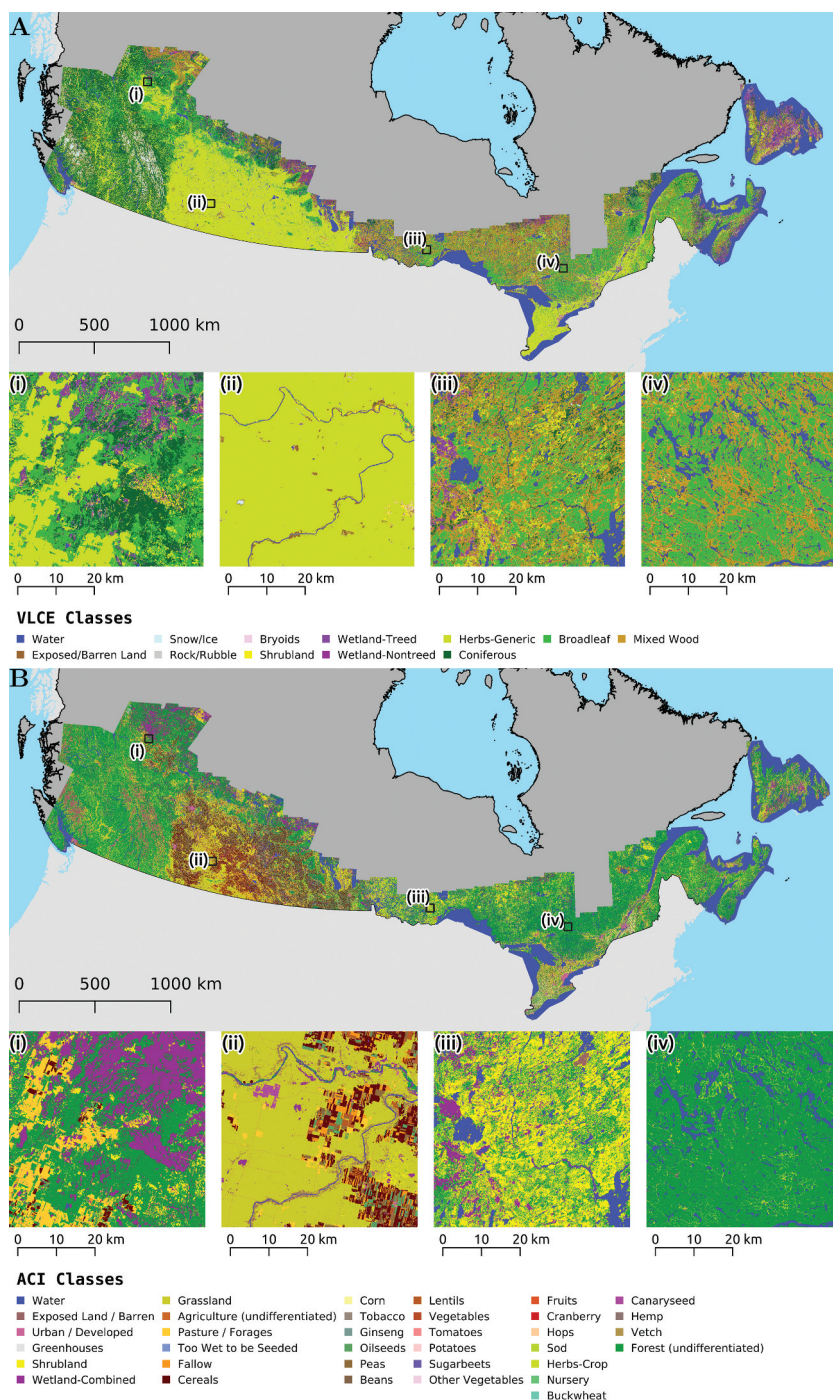 A
(i)
(ii)
(iii)
(iv)
0 500 1000 km
(i) (ii) (iii) (iv)
0 10 20 km 0 10 20 km 0 10 20 km 0 10 20 km
VLCE Classes
Water Snow/Ice Bryoids Wetland-Treed Herbs-Generic Broadleaf Mixed Wood
Exposed/Barren Land Rock/Rubble Shrubland Wetland-Nontreed Coniferous
B
(i)
(ii)
(iii)
(iv)
0 500 1000 km
(i) (ii) (iii) (iv)
0 10 20 km 0 10 20 km 0 10 20 km 0 10 20 km
ACI Classes
Water Grassland Corn Lentils Fruits Canaryseed
Exposed Land / Barren Agriculture (undifferentiated) Tobacco Vegetables Cranberry Hemp
Urban / Developed Pasture / Forages Ginseng Tomatoes Hops Vetch
Greenhouses Too Wet to be Seeded Oilseeds Potatoes Sod Forest (undifferentiated)
Shrubland Fallow Peas Sugarbeets Herbs-Crop
Wetland-Combined Cereals Beans Other Vegetables Nursery
Buckwheat